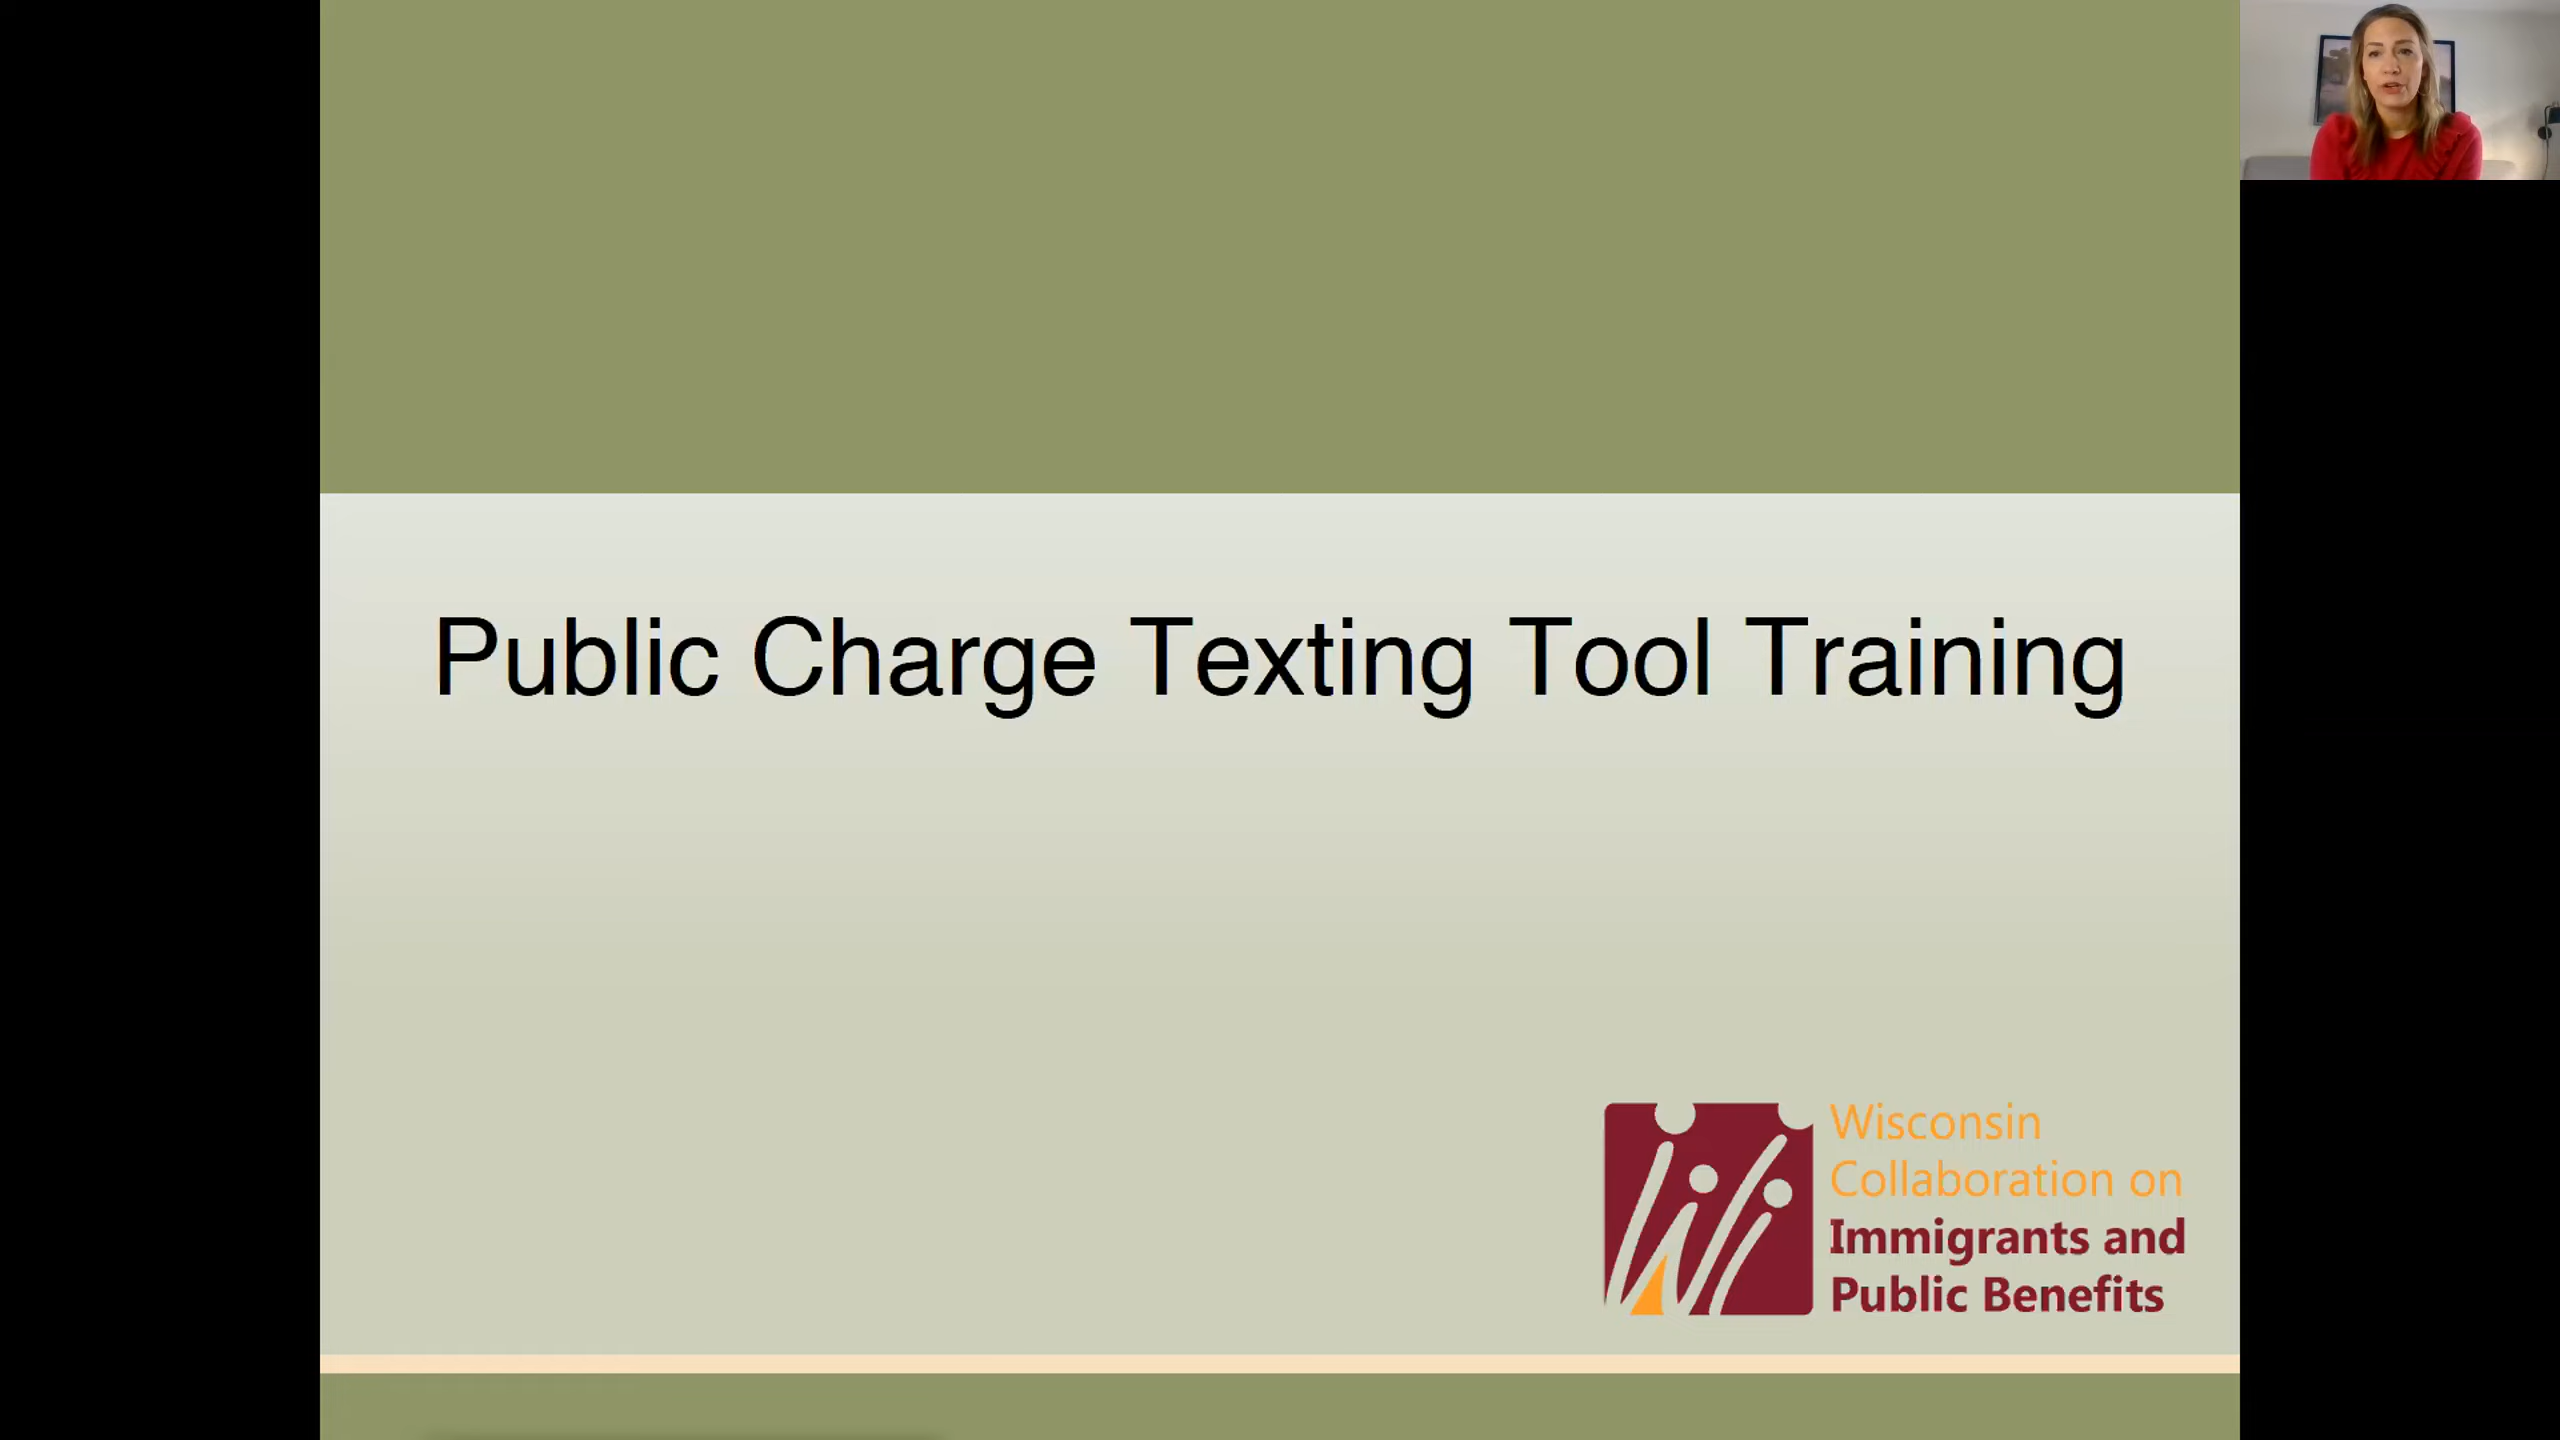 Public Charge Texting Tool Training
Wisconsin
Collaboration on
Immigrants and
Public Benefits